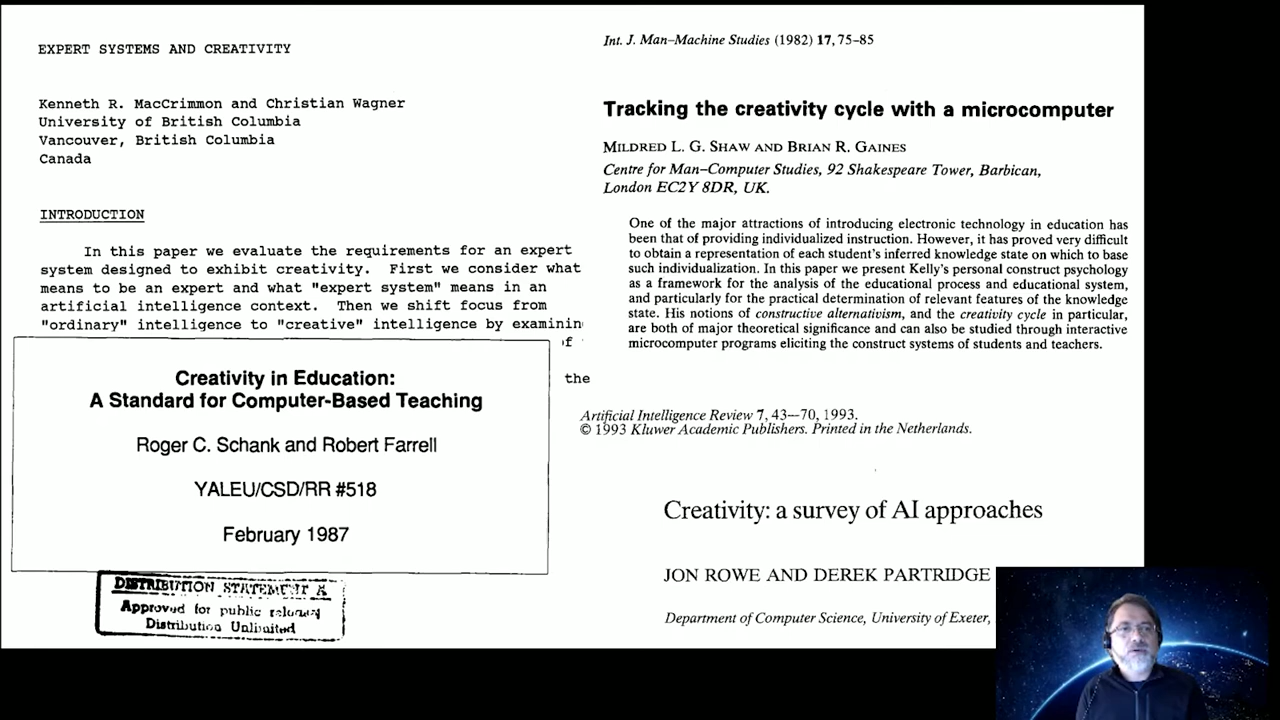 EXPERT SYSTEMS AND CREATIVITY
Kenneth R. MacCrimmon and Christian Wagner
University of British Columbia
Vancouver, British Columbia
Canada
INTRODUCTION
In this paper we evaluate the requirements for an expert
system designed to exhibit creativity. First we consider what
means to be an expert and what "expert system" means in an
artificial intelligence context. Then we shift focus from
"ordinary" intelligence to "creative" intelligence by examinin
of
the
Creativity in Education:
A Standard for Computer-Based Teaching
Roger C. Schank and Robert Farrell
YALEU/CSD/RR #518
February 1987
DISTRIBUTION STATEMENT A
Approved for public release
Distribution Unlimited
Int. J. Man–Machine Studies (1982) 17, 75–85
Tracking the creativity cycle with a microcomputer
MILDRED L. G. SHAW AND BRIAN R. GAINES
Centre for Man–Computer Studies, 92 Shakespeare Tower, Barbican,
London EC2Y 8DR, UK.
One of the major attractions of introducing electronic technology in education has
been that of providing individualized instruction. However, it has proved very difficult
to obtain a representation of each student's inferred knowledge state on which to base
such individualization. In this paper we present Kelly's personal construct psychology
as a framework for the analysis of the educational process and educational system,
and particularly for the practical determination of relevant features of the knowledge
state. His notions of constructive alternativism, and the creativity cycle in particular,
are both of major theoretical significance and can also be studied through interactive
microcomputer programs eliciting the construct systems of students and teachers.
Artificial Intelligence Review 7, 43—70, 1993.
© 1993 Kluwer Academic Publishers. Printed in the Netherlands.
Creativity: a survey of AI approaches
JON ROWE AND DEREK PARTRIDGE
Department of Computer Science, University of Exeter,